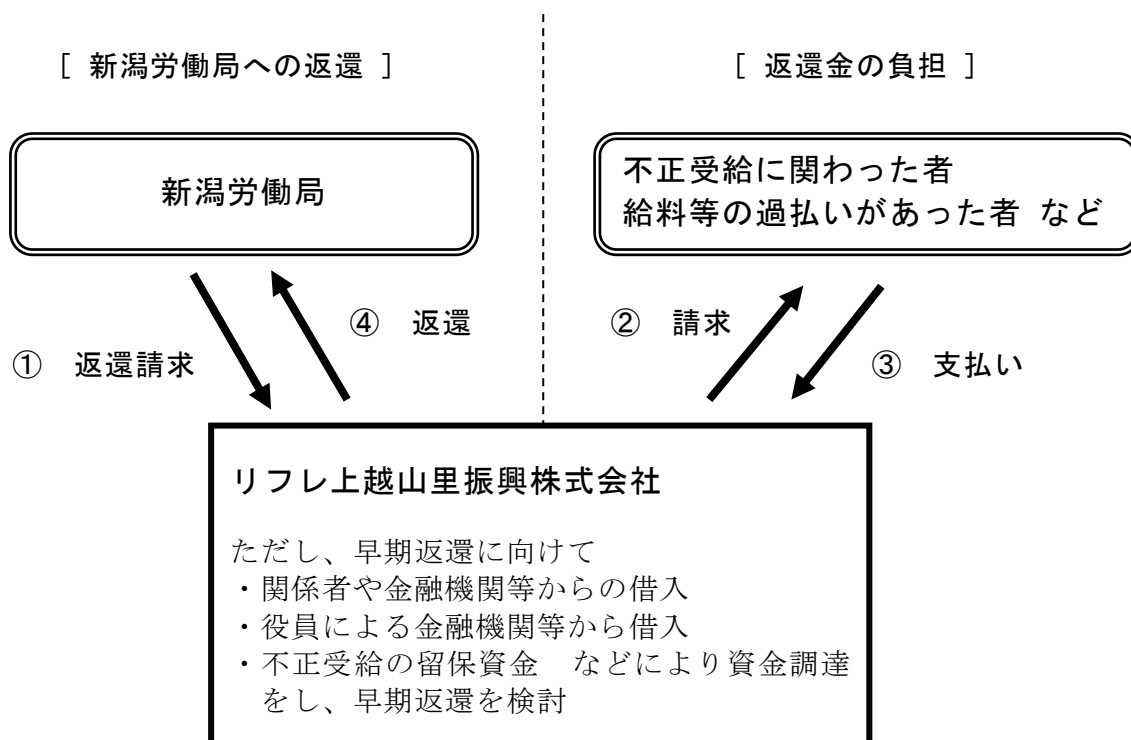 [ 新潟労働局への返還 ]
[ 返還金の負担 ]
新潟労働局
不正受給に関わった者
給料等の過払いがあった者 など
① 返還請求
④ 返還
② 請求
③ 支払い
リフレ上越山里振興株式会社
ただし、早期返還に向けて
・関係者や金融機関等からの借入
・役員による金融機関等から借入
・不正受給の留保資金 などにより資金調達
をし、早期返還を検討